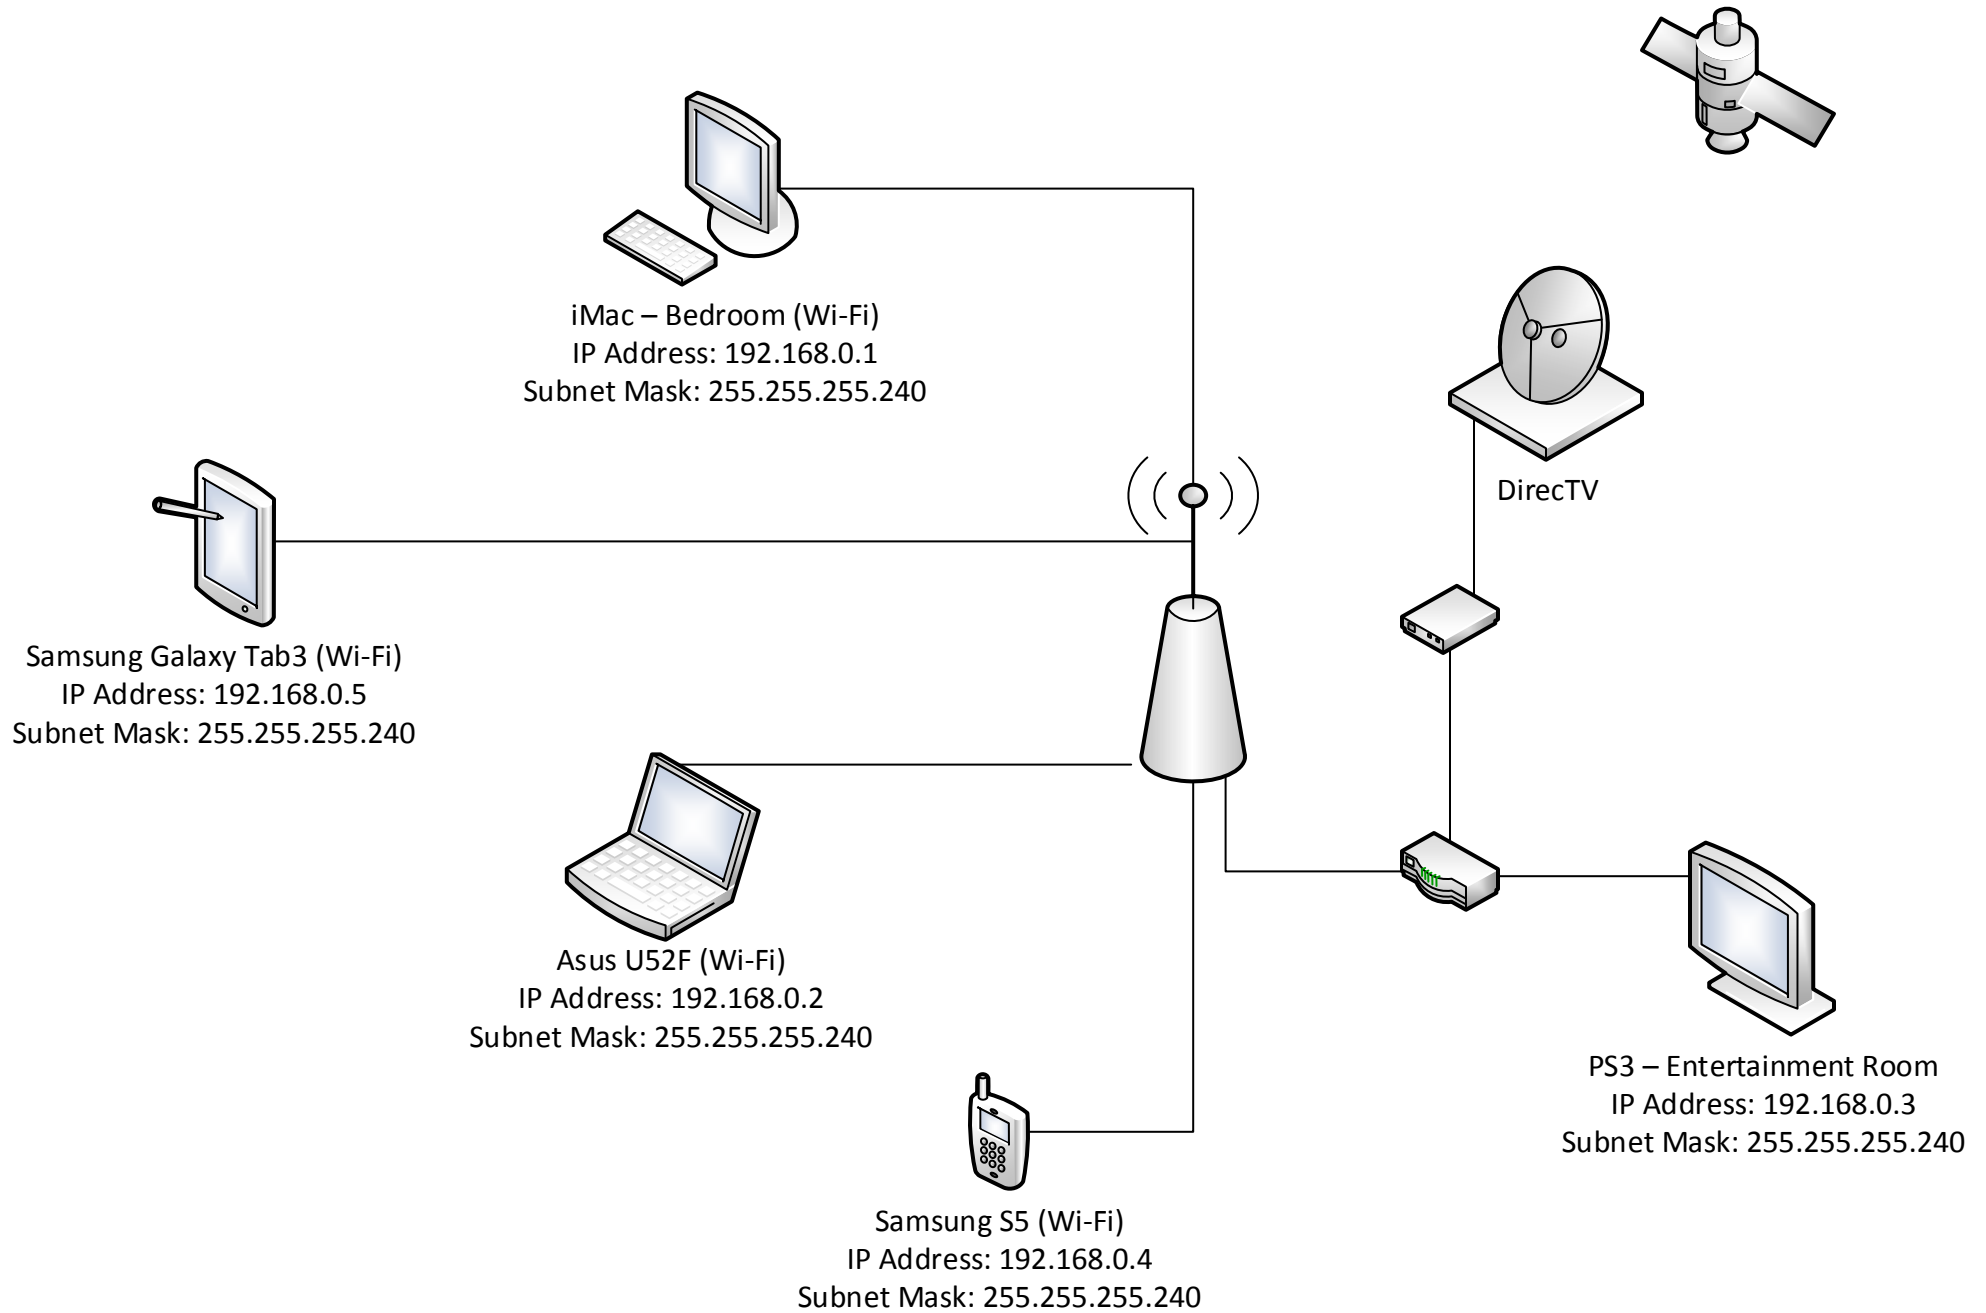 iMac – Bedroom (Wi-Fi)
IP Address: 192.168.0.1
Subnet Mask: 255.255.255.240
DirecTV
Samsung Galaxy Tab3 (Wi-Fi)
IP Address: 192.168.0.5
Subnet Mask: 255.255.255.240
Asus U52F (Wi-Fi)
IP Address: 192.168.0.2
Subnet Mask: 255.255.255.240
PS3 – Entertainment Room
IP Address: 192.168.0.3
Subnet Mask: 255.255.255.240
Samsung S5 (Wi-Fi)
IP Address: 192.168.0.4
Subnet Mask: 255.255.255.240